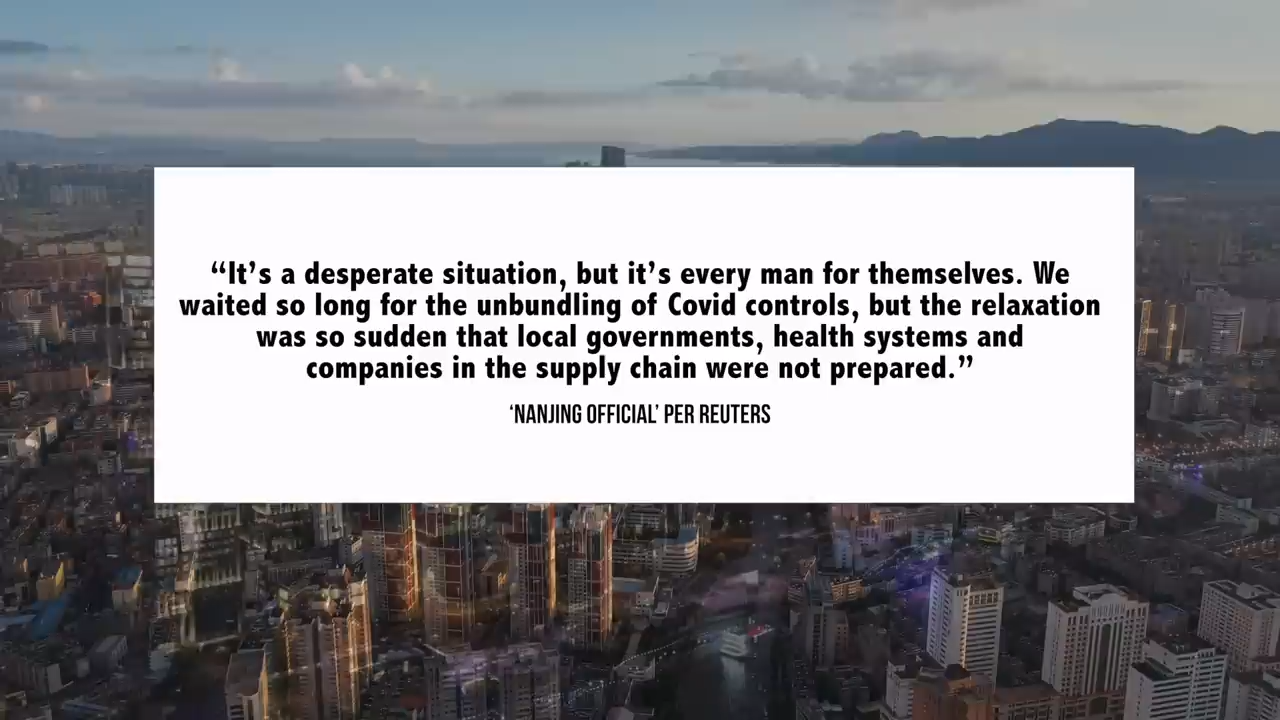 “It’s a desperate situation, but it’s every man for themselves. We
waited so long for the unbundling of Covid controls, but the relaxation
was so sudden that local governments, health systems and
companies in the supply chain were not prepared.”
‘NANJING OFFICIAL’ PER REUTERS